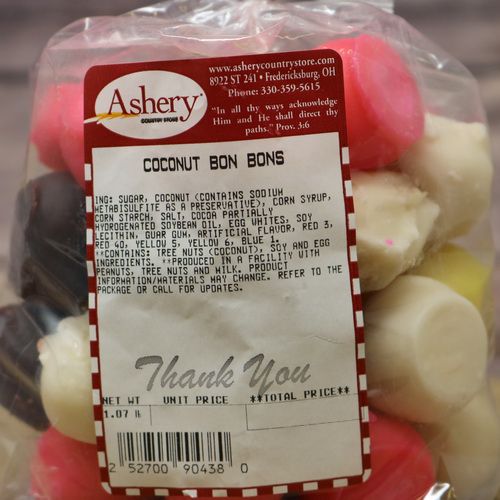 Ashery
COUNTRY STORE
www.asherycountrystore.com
8922 ST 241 • Fredericksburg, OH
Phone: 330-359-5615
"In all thy ways acknowledge
Him and He shall direct thy
paths." Prov. 3:6
COCONUT BON BONS
ING: SUGAR, COCONUT (CONTAINS SODIUM
METABISULFITE AS A PRESERVATIVE), CORN SYRUP,
CORN STARCH, SALT, COCOA PARTIALLY
HYDROGENATED SOYBEAN OIL, EGG WHITES, SOY
LECITHIN, GUAR GUM, ARTIFICIAL FLAVOR, RED 3,
RED 40, YELLOW 5, YELLOW 6, BLUE 1.
**CONTAINS: TREE NUTS (COCONUT), SOY AND EGG
INGREDIENTS. **PRODUCED IN A FACILITY WITH
PEANUTS, TREE NUTS AND MILK. PRODUCT
INFORMATION/MATERIALS MAY CHANGE. REFER TO THE
PACKAGE OR CALL FOR UPDATES.
Thank You
NET WT UNIT PRICE **TOTAL PRICE**
1.07 lb
2 52700 90438 0